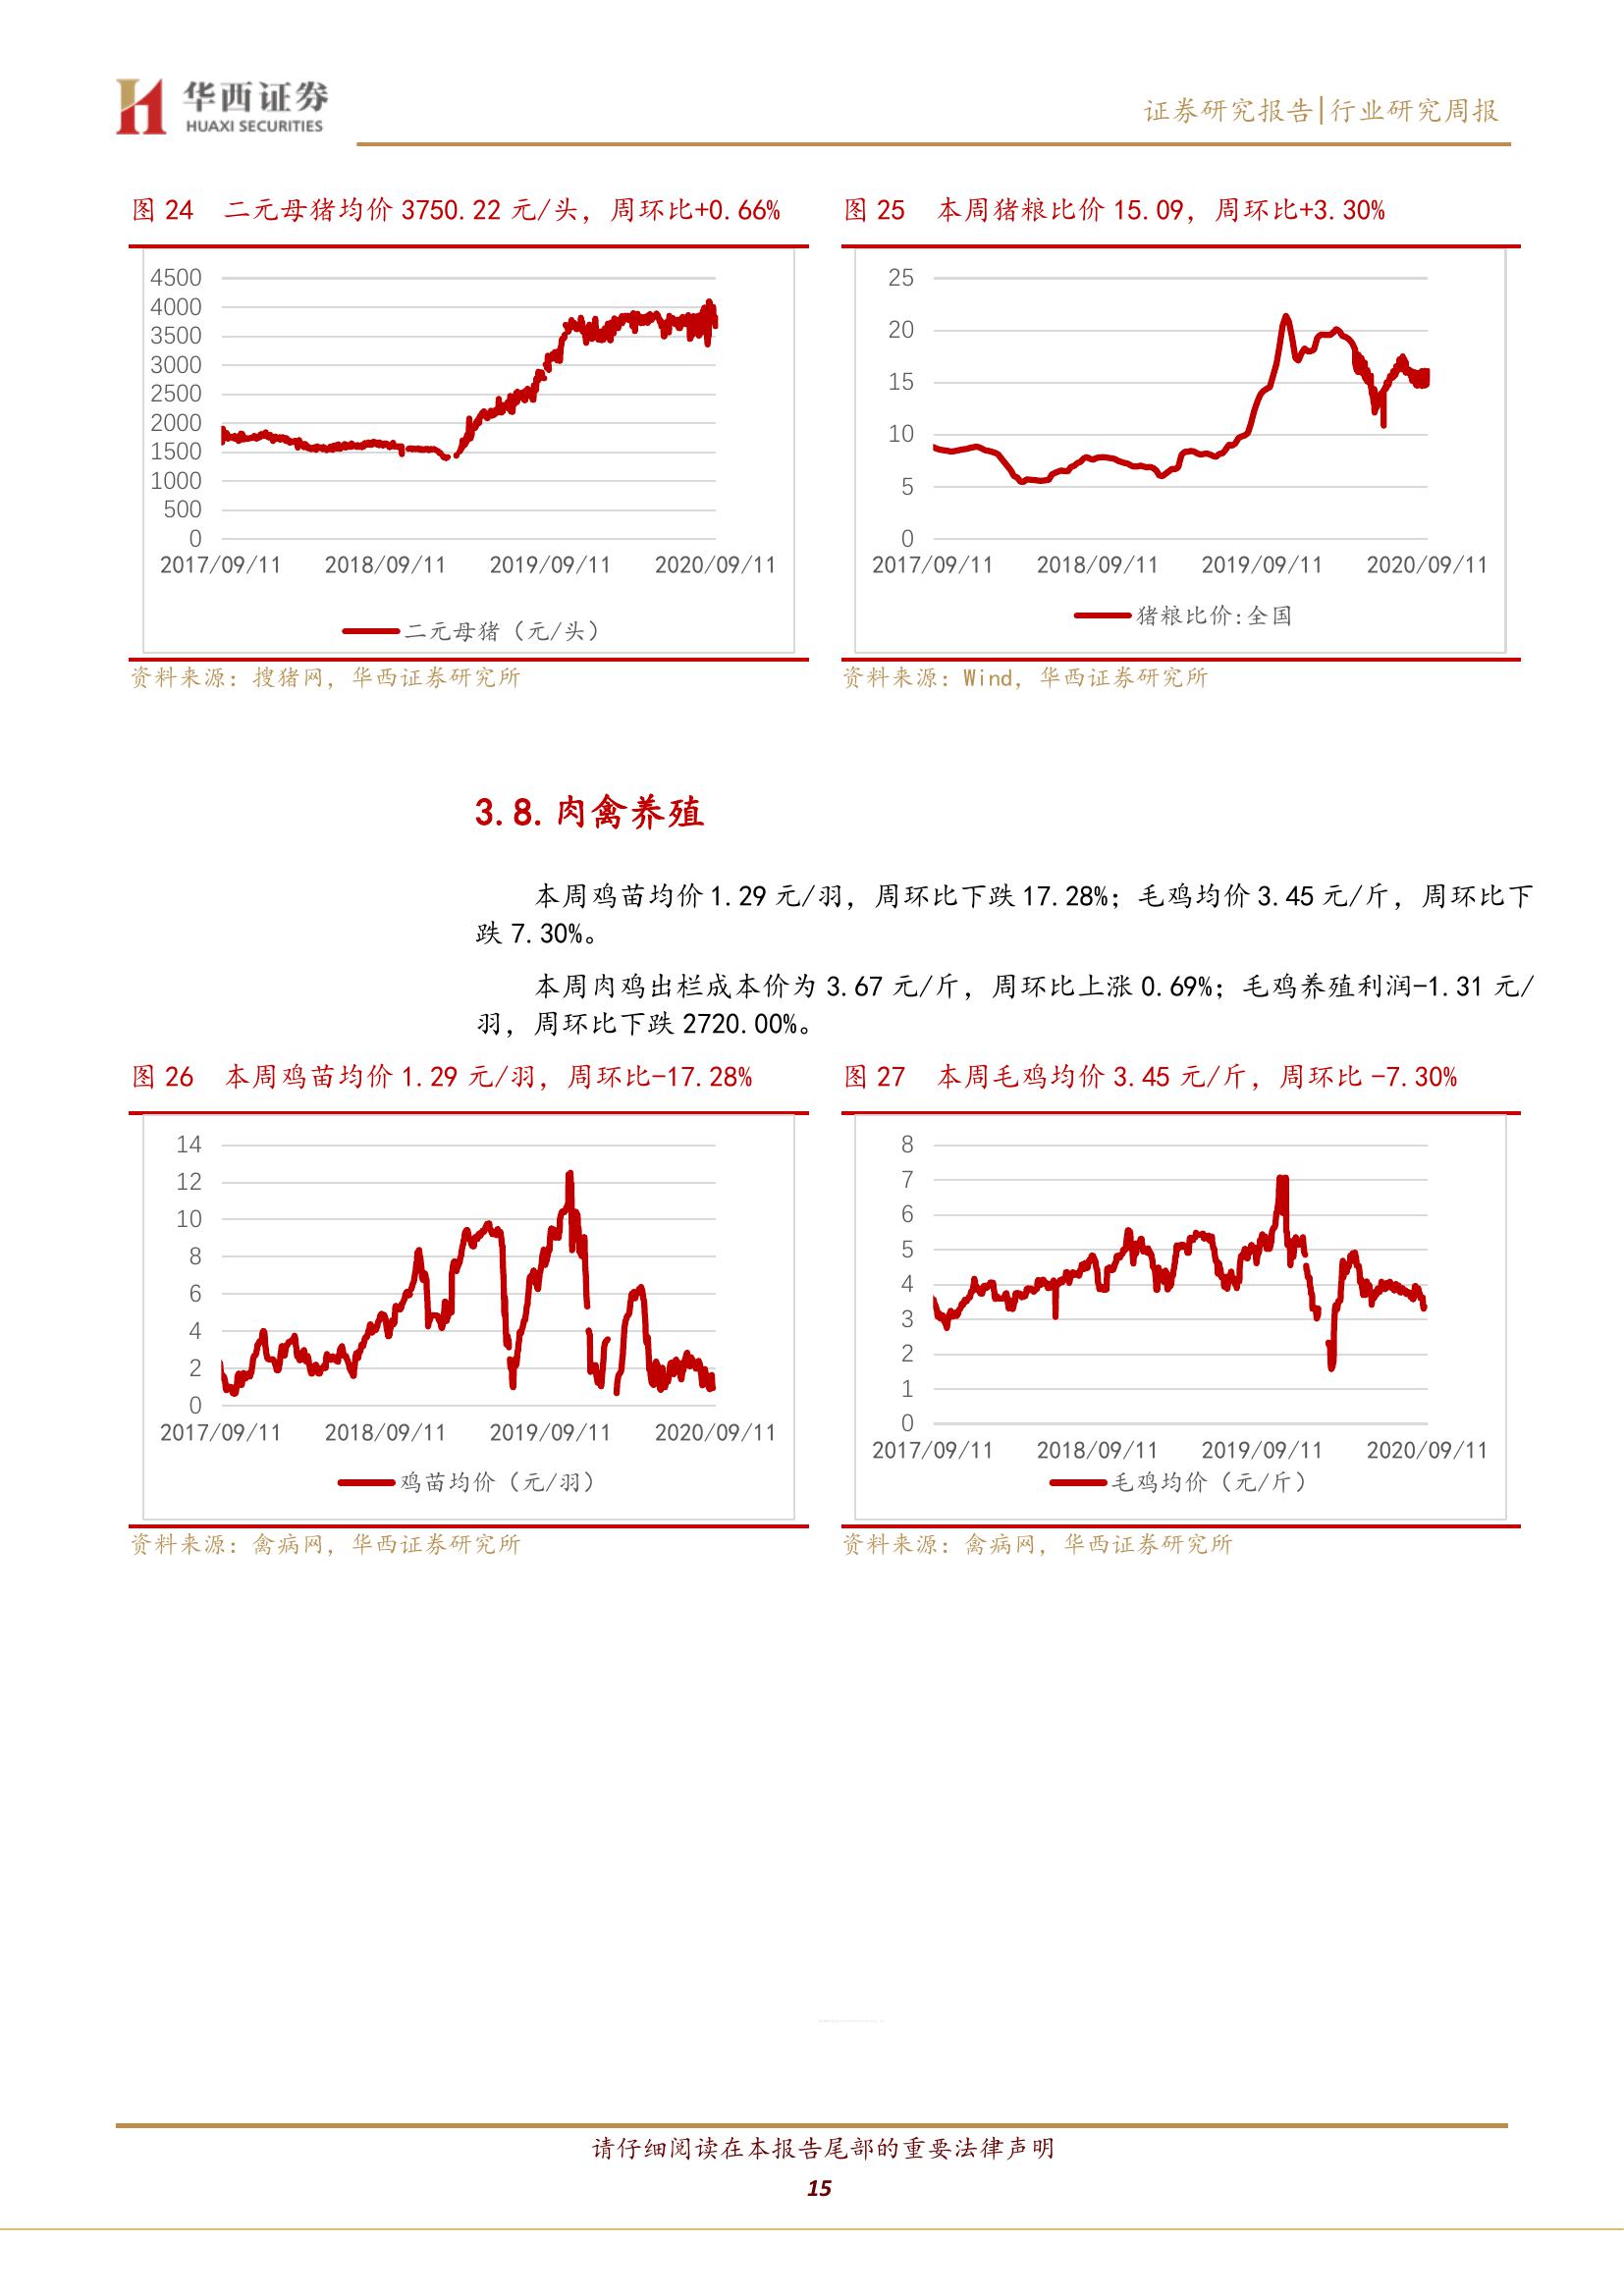 华西证券
HUAXI SECURITIES
证券研究报告|行业研究周报
图 24 二元母猪均价 3750.22 元/头，周环比+0.66%
图 25 本周猪粮比价 15.09，周环比+3.30%
4500
4000
3500
3000
2500
2000
1500
1000
500
0
2017/09/11 2018/09/11 2019/09/11 2020/09/11
二元母猪（元/头）
25
20
15
10
5
0
2017/09/11 2018/09/11 2019/09/11 2020/09/11
猪粮比价:全国
资料来源：搜猪网，华西证券研究所
资料来源：Wind，华西证券研究所
3.8.肉禽养殖
本周鸡苗均价 1.29 元/羽，周环比下跌 17.28%；毛鸡均价 3.45 元/斤，周环比下
跌 7.30%。
本周肉鸡出栏成本价为 3.67 元/斤，周环比上涨 0.69%；毛鸡养殖利润-1.31 元/
羽，周环比下跌 2720.00%。
图 26 本周鸡苗均价 1.29 元/羽，周环比-17.28%
图 27 本周毛鸡均价 3.45 元/斤，周环比 -7.30%
14
12
10
8
6
4
2
0
2017/09/11 2018/09/11 2019/09/11 2020/09/11
鸡苗均价（元/羽）
8
7
6
5
4
3
2
1
0
2017/09/11 2018/09/11 2019/09/11 2020/09/11
毛鸡均价（元/斤）
资料来源：禽病网，华西证券研究所
资料来源：禽病网，华西证券研究所
请仔细阅读在本报告尾部的重要法律声明
15